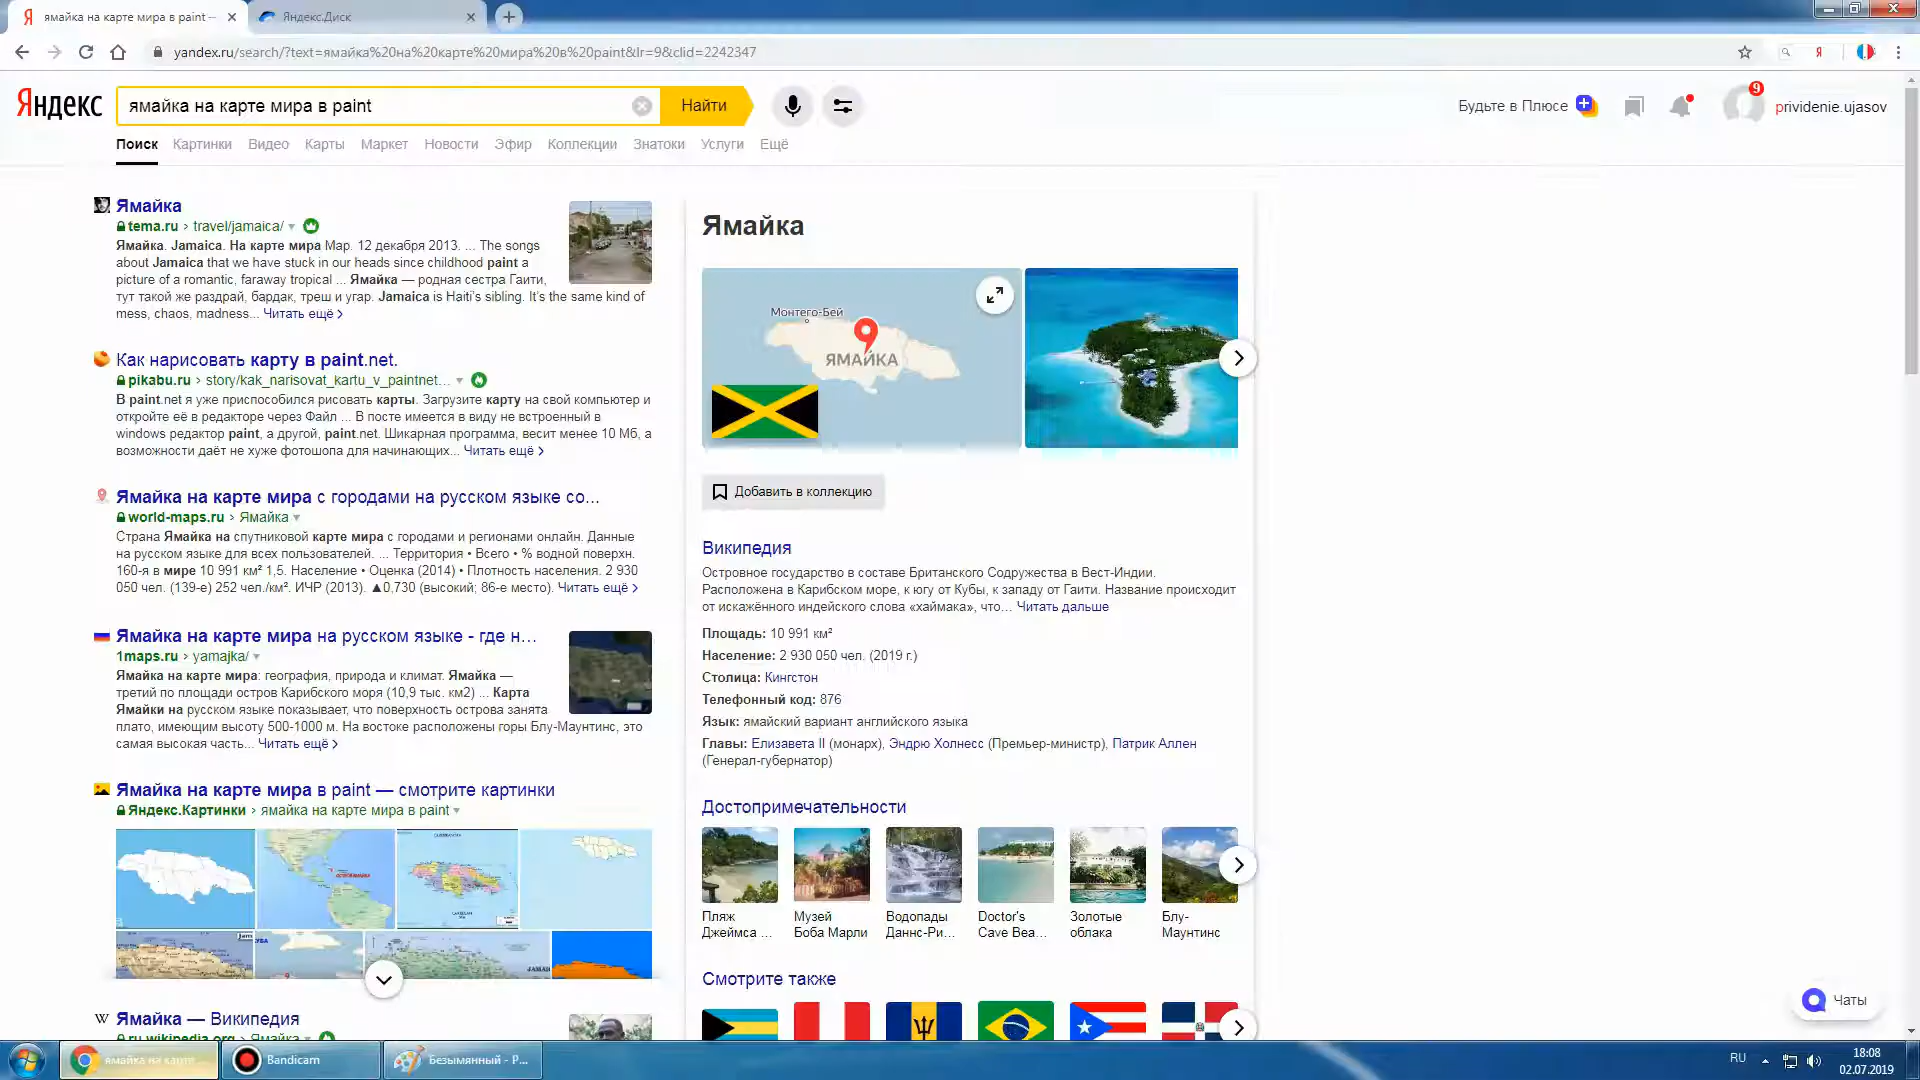 ямайка на карте мира в paint —
Яндекс.Диск
yandex.ru/search/?text=ямайка%20на%20карте%20мира%20в%20paint&lr=9&clid=2242347
Яндекс
ямайка на карте мира в paint
Найти
Будьте в Плюсе
9
prividenie.ujasov
Поиск Картинки Видео Карты Маркет Новости Эфир Коллекции Знатоки Услуги Ещё
Ямайка
tema.ru › travel/jamaica/
Ямайка. Jamaica. На карте мира Мар. 12 декабря 2013. ... The songs
about Jamaica that we have stuck in our heads since childhood paint a
picture of a romantic, faraway tropical ... Ямайка — родная сестра Гаити,
тут такой же раздрай, бардак, треш и угар. Jamaica is Haiti's sibling. It's the same kind of
mess, chaos, madness... Читать ещё >
Как нарисовать карту в paint.net.
pikabu.ru › story/kak_narisovat_kartu_v_paintnet...
В paint.net я уже приспособился рисовать карты. Загрузите карту на свой компьютер и
откройте её в редакторе через Файл ... В посте имеется в виду не встроенный в
windows редактор paint, а другой, paint.net. Шикарная программа, весит менее 10 Мб, а
возможности даёт не хуже фотошопа для начинающих... Читать ещё >
Ямайка на карте мира с городами на русском языке со...
world-maps.ru › Ямайка
Страна Ямайка на спутниковой карте мира с городами и регионами онлайн. Данные
на русском языке для всех пользователей. ... Территория • Всего • % водной поверхн.
160-я в мире 10 991 км² 1,5. Население • Оценка (2014) • Плотность населения. 2 930
050 чел. (139-е) 252 чел./км². ИЧР (2013). ▲0,730 (высокий; 86-е место). Читать ещё >
Ямайка на карте мира на русском языке - где н...
1maps.ru › yamajka/
Ямайка на карте мира: география, природа и климат. Ямайка —
третий по площади остров Карибского моря (10,9 тыс. км2) ... Карта
Ямайки на русском языке показывает, что поверхность острова занята
плато, имеющим высоту 500-1000 м. На востоке расположены горы Блу-Маунтинс, это
самая высокая часть... Читать ещё >
Ямайка на карте мира в paint — смотрите картинки
Яндекс.Картинки › ямайка на карте мира в paint
W Ямайка — Википедия
ru.wikipedia.org › Ямайка
Ямайка
Монтего-Бей
ЯМАЙКА
Добавить в коллекцию
Википедия
Островное государство в составе Британского Содружества в Вест-Индии.
Расположена в Карибском море, к югу от Кубы, к западу от Гаити. Название происходит
от искажённого индейского слова «хаймака», что... Читать дальше
Площадь: 10 991 км²
Население: 2 930 050 чел. (2019 г.)
Столица: Кингстон
Телефонный код: 876
Язык: ямайский вариант английского языка
Главы: Елизавета II (монарх), Эндрю Холнесс (Премьер-министр), Патрик Аллен
(Генерал-губернатор)
Достопримечательности
Пляж
Джеймса ...
Музей
Боба Марли
Водопады
Даннс-Ри...
Doctor's
Cave Bea...
Золотые
облака
Блу-
Маунтинс
Смотрите также
Чаты
ямайка на карте
Bandicam
Безымянный - P...
RU
18:08
02.07.2019